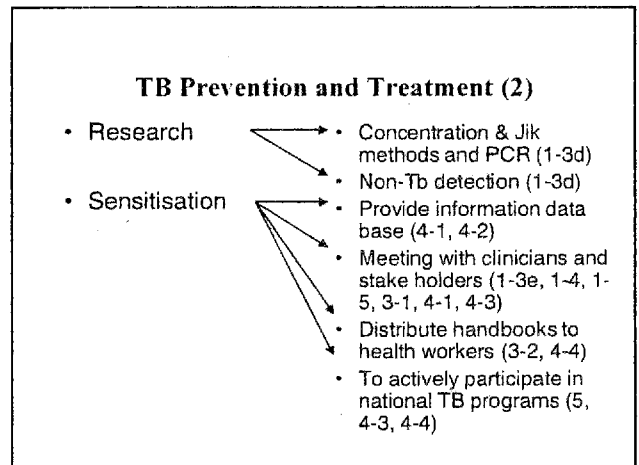 TB Prevention and Treatment (2)
• Research
• Sensitisation
• Concentration & Jik
methods and PCR (1-3d)
• Non-Tb detection (1-3d)
• Provide information data
base (4-1, 4-2)
• Meeting with clinicians and
stake holders (1-3e, 1-4, 1-
5, 3-1, 4-1, 4-3)
• Distribute handbooks to
health workers (3-2, 4-4)
• To actively participate in
national TB programs (5,
4-3, 4-4)